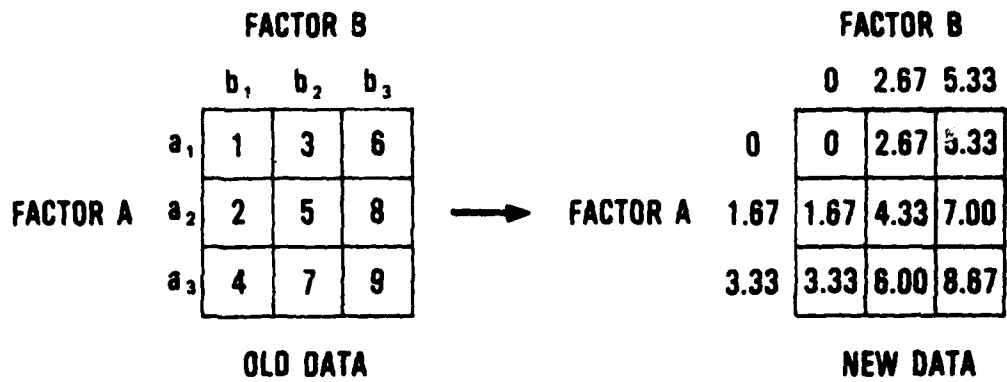 FACTOR B FACTOR B
b₁ b₂ b₃ 0 2.67 5.33
a₁ 1 3 6 0 0 2.67 5.33
FACTOR A a₂ 2 5 8 FACTOR A 1.67 1.67 4.33 7.00
a₃ 4 7 9 3.33 3.33 6.00 8.67
OLD DATA NEW DATA